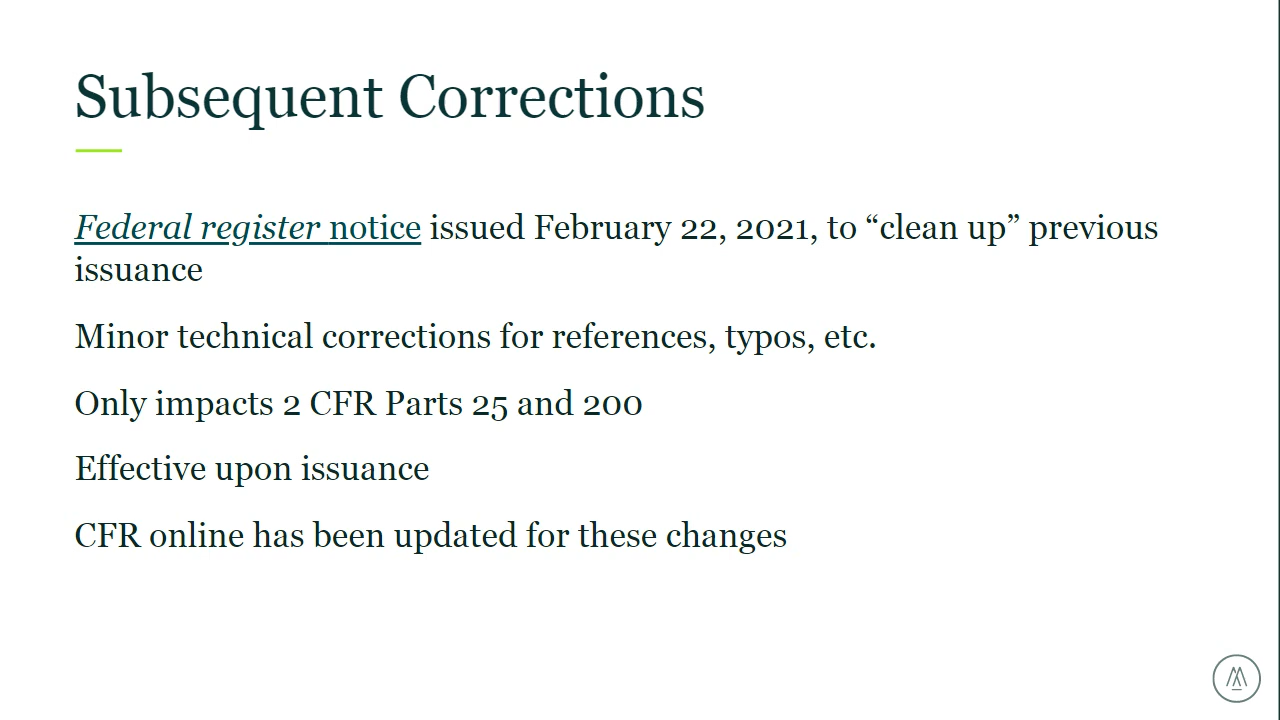 Subsequent Corrections
Federal register notice issued February 22, 2021, to “clean up” previous
issuance
Minor technical corrections for references, typos, etc.
Only impacts 2 CFR Parts 25 and 200
Effective upon issuance
CFR online has been updated for these changes